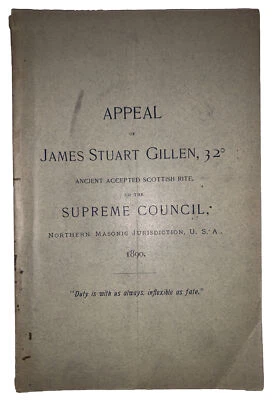 APPEAL
OF
JAMES STUART GILLEN, 32°
ANCIENT ACCEPTED SCOTTISH RITE,
TO THE
SUPREME COUNCIL,
NORTHERN MASONIC JURISDICTION, U. S. A.,
1890.
"Duty is with us always, inflexible as fate."